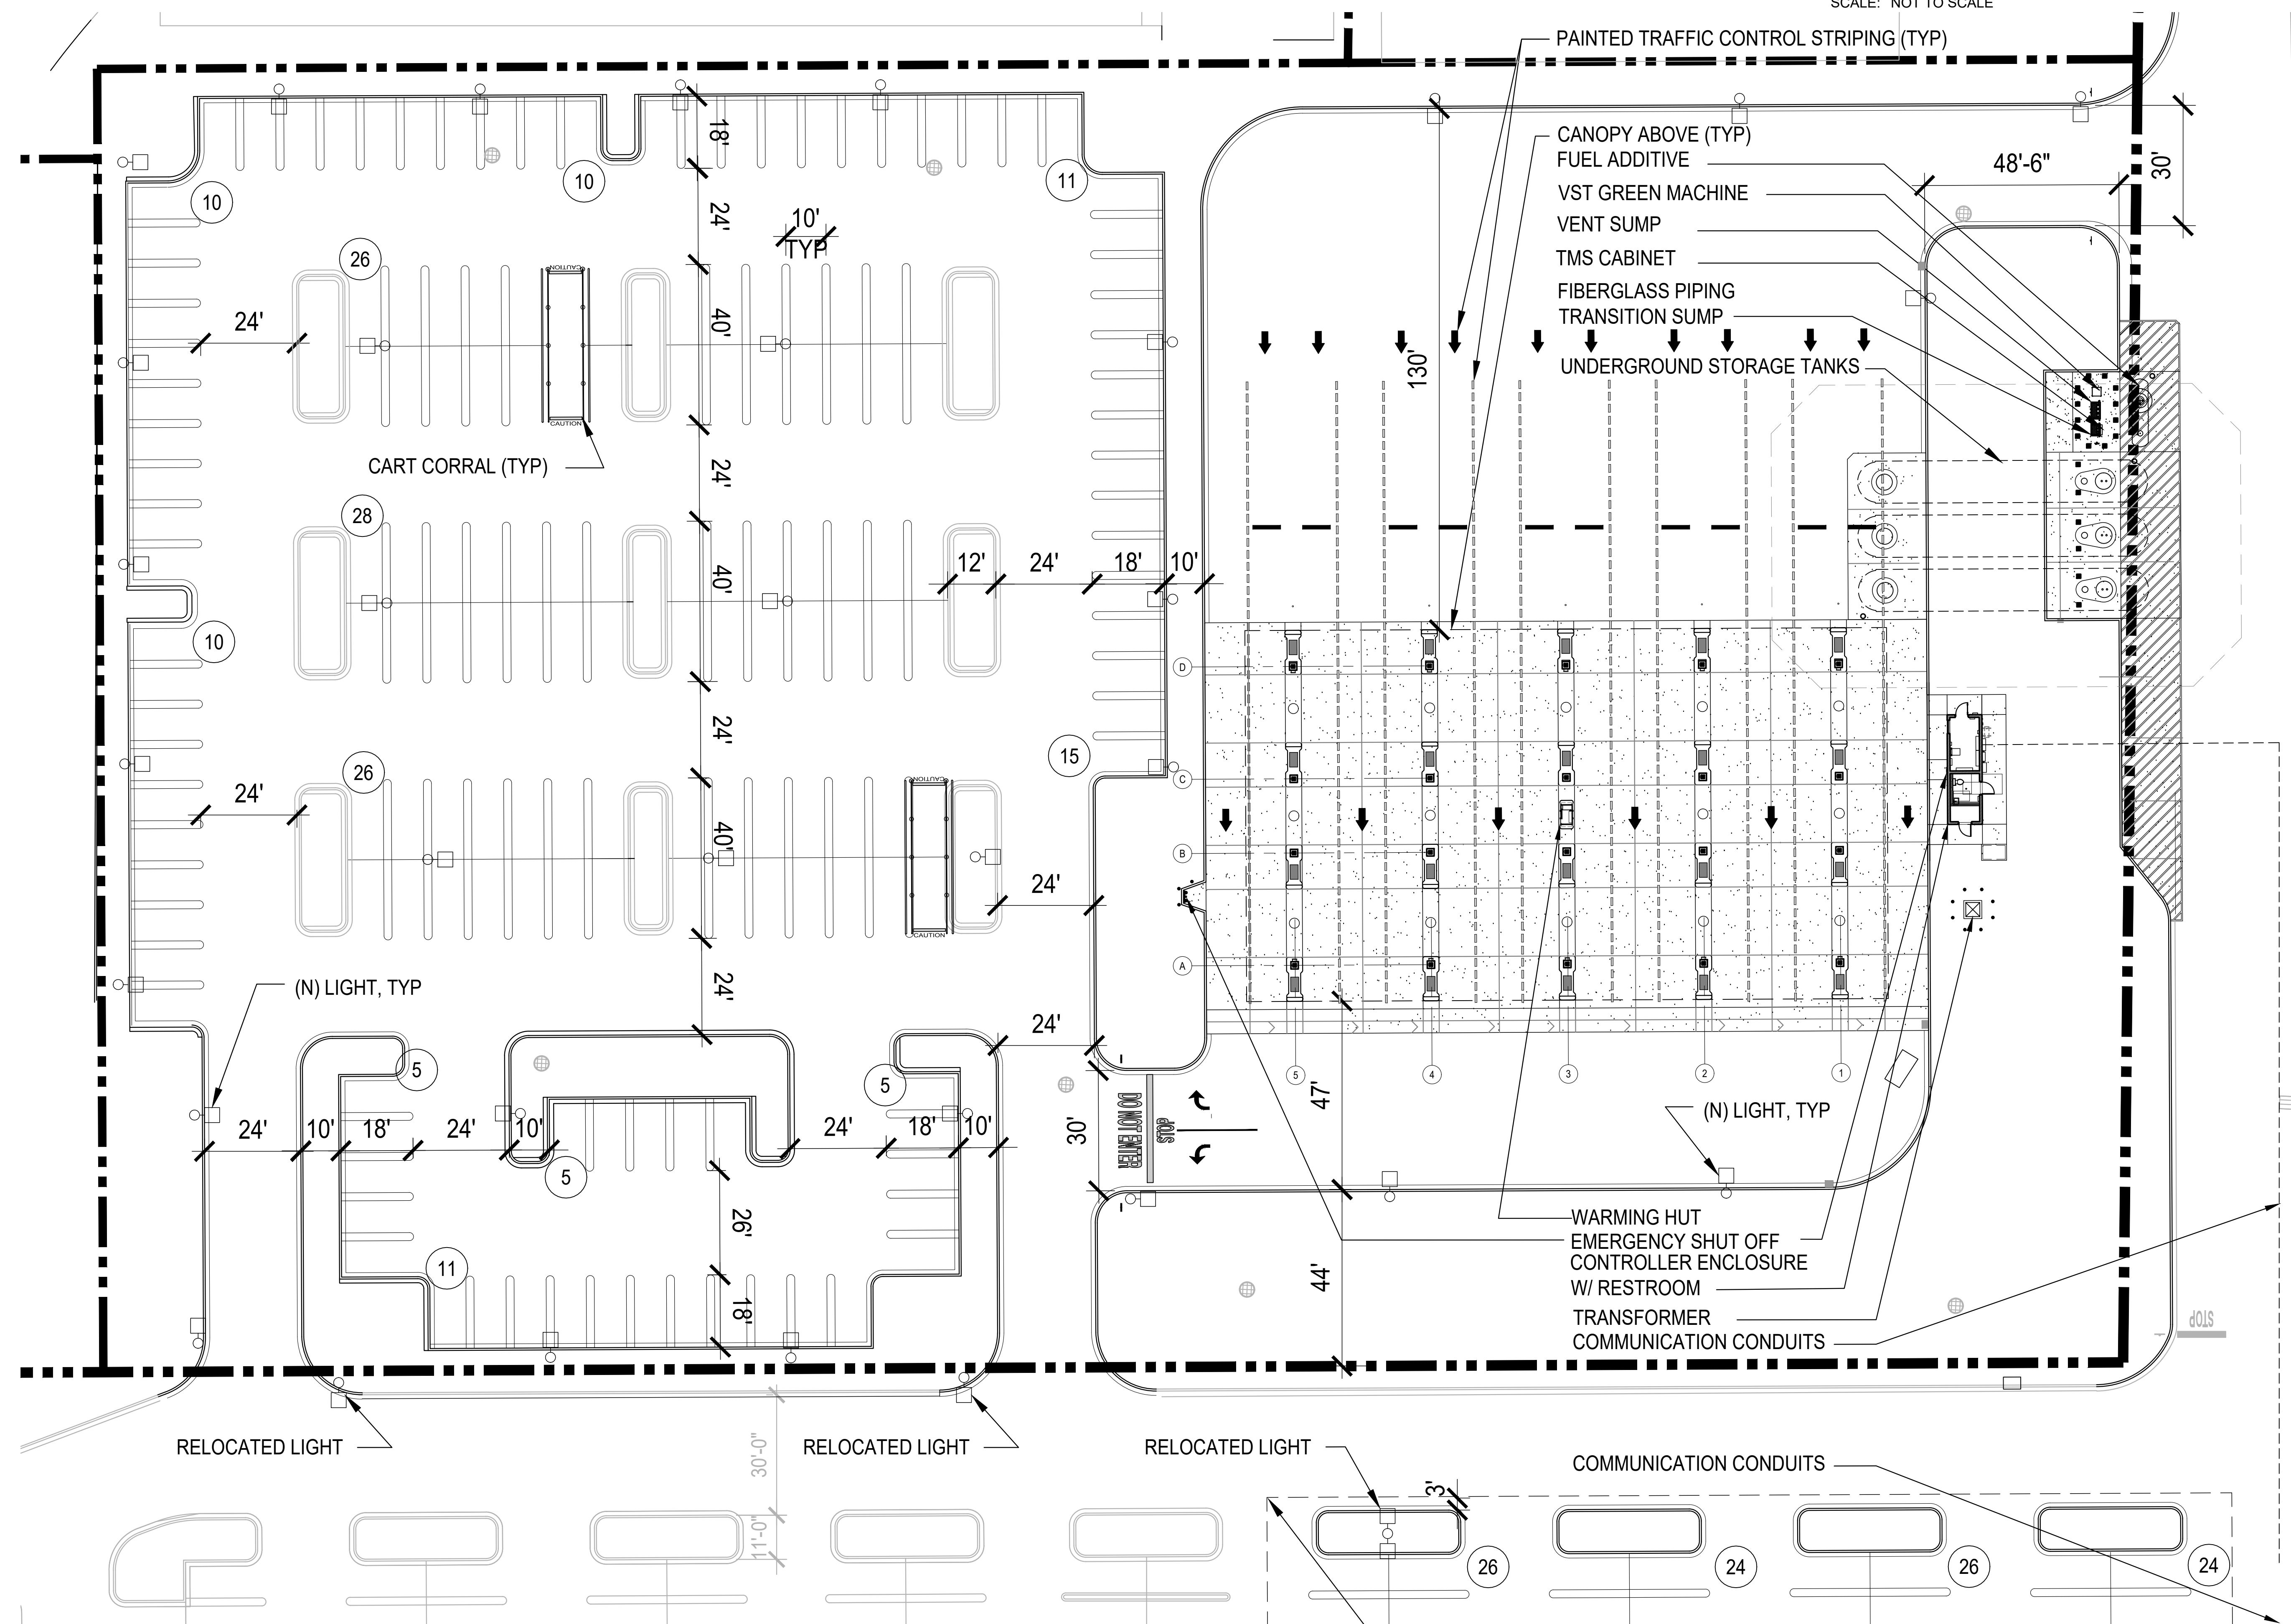 SCALE: NOT TO SCALE
PAINTED TRAFFIC CONTROL STRIPING (TYP)
CANOPY ABOVE (TYP)
FUEL ADDITIVE
VST GREEN MACHINE
VENT SUMP
TMS CABINET
FIBERGLASS PIPING
TRANSITION SUMP
UNDERGROUND STORAGE TANKS
48'-6"
30'
130'
18'
10
10
11
24'
10'
TYP
26
24'
CAUTION
40'
CAUTION
CART CORRAL (TYP)
24'
28
40'
12'
24'
18'
10'
10
24'
15
26
24'
CAUTION
40'
CAUTION
24'
24'
(N) LIGHT, TYP
24'
5
5
D
C
B
A
5
4
3
2
1
24'
10'
18'
24'
10'
24'
18'
10'
5
26'
11
18'
30'
DO NOT ENTER
STOP
47'
(N) LIGHT, TYP
44'
WARMING HUT
EMERGENCY SHUT OFF
CONTROLLER ENCLOSURE
W/ RESTROOM
TRANSFORMER
COMMUNICATION CONDUITS
STOP
RELOCATED LIGHT
RELOCATED LIGHT
RELOCATED LIGHT
COMMUNICATION CONDUITS
30'-0"
11'-0"
3'
26
24
26
24